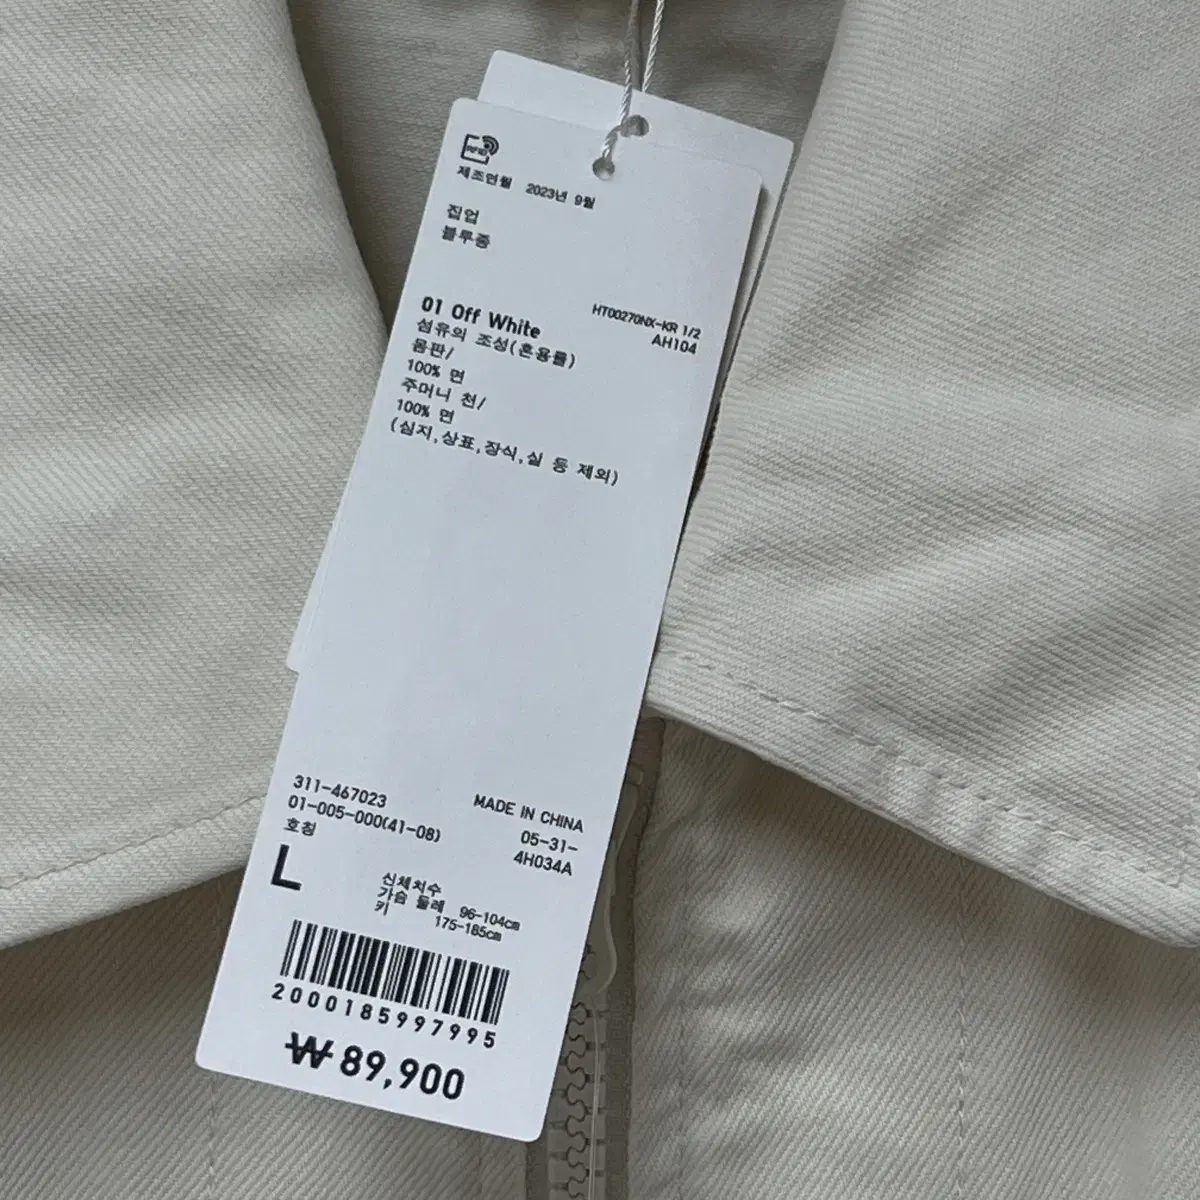 RFID
제조연월 2023년 9월
집업
블루종
01 Off White
HT00270NX-KR 1/2
AH104
섬유의 조성(혼용률)
몸판/
100% 면
주머니 천/
100% 면
(심지,상표,장식,실 등 제외)
311-467023
01-005-000(41-08)
MADE IN CHINA
05-31-
4H034A
호칭
L
신체치수
가슴 둘레 96-104cm
키 175-185cm
2000185997995
₩89,900